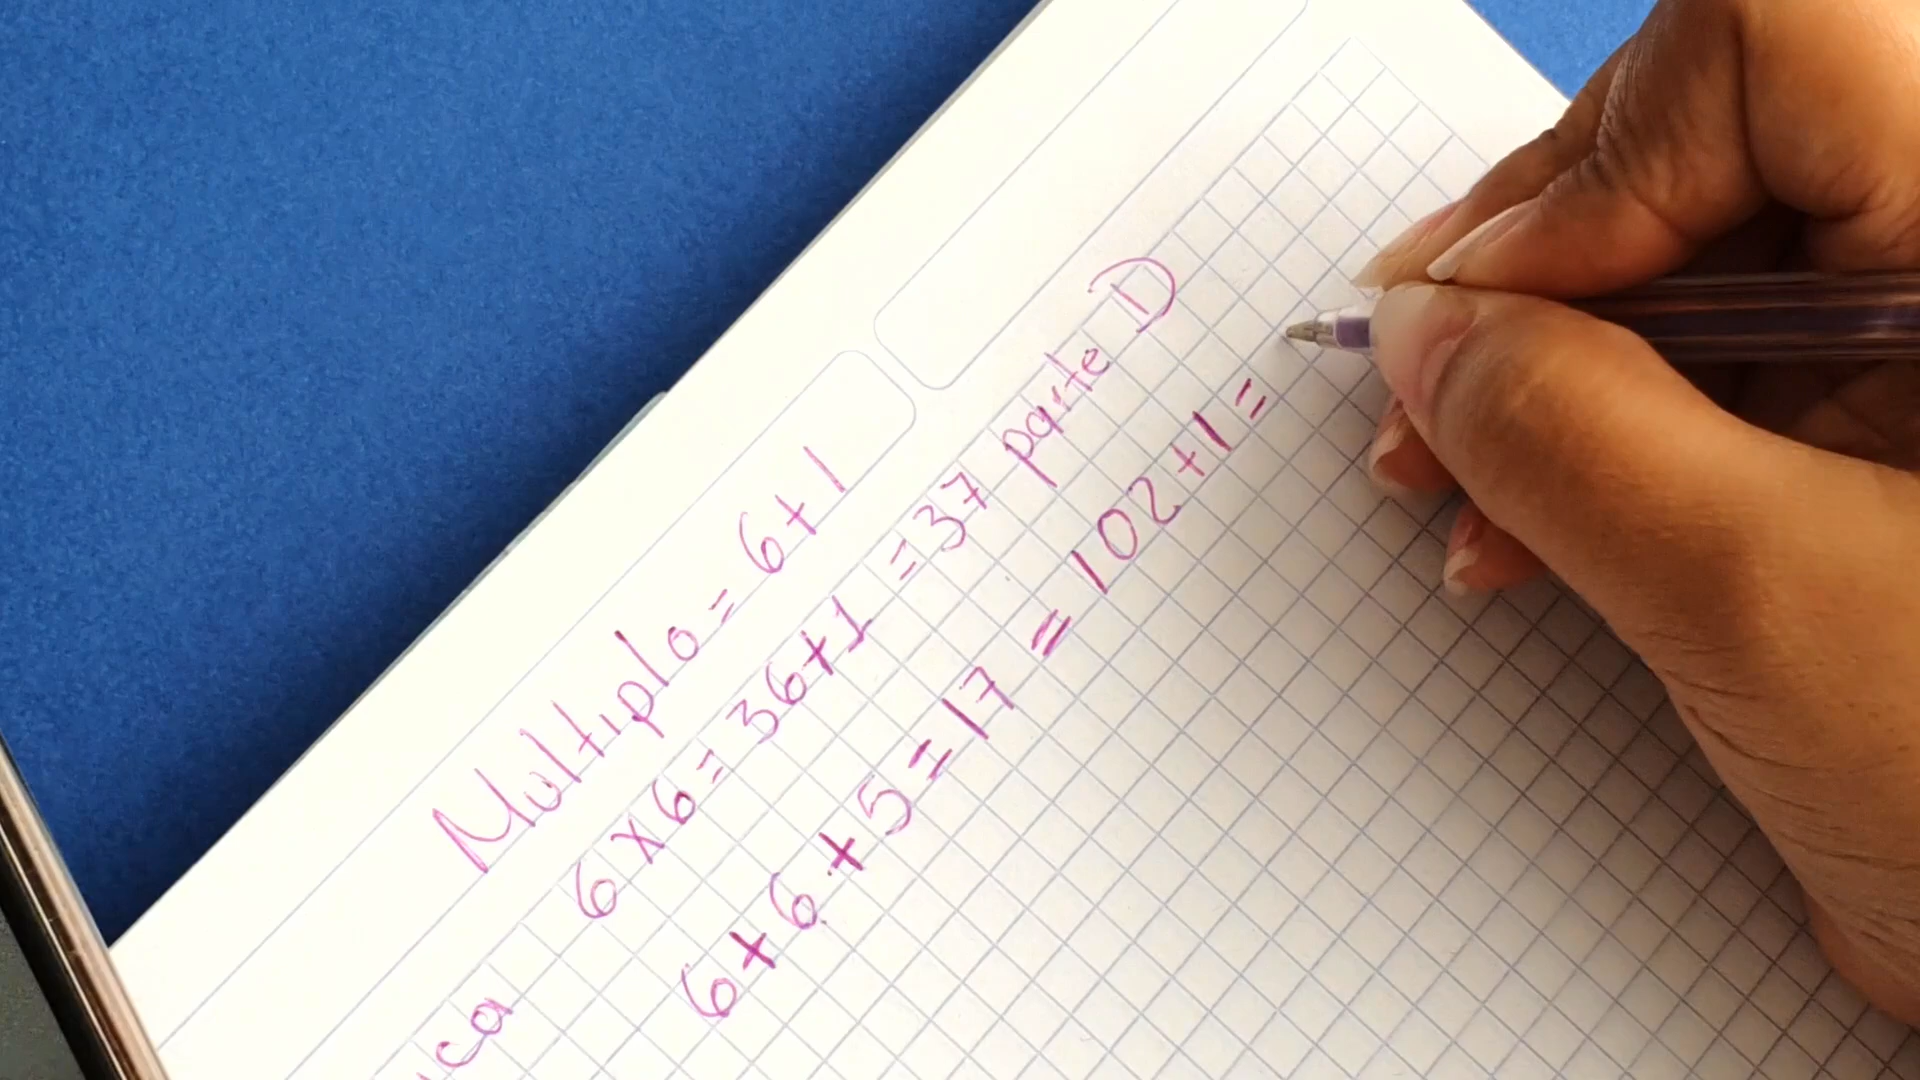 Multiplo = 6+1
6x6= 36+1 = 37 parte D
6+6+5=17 = 102+1=